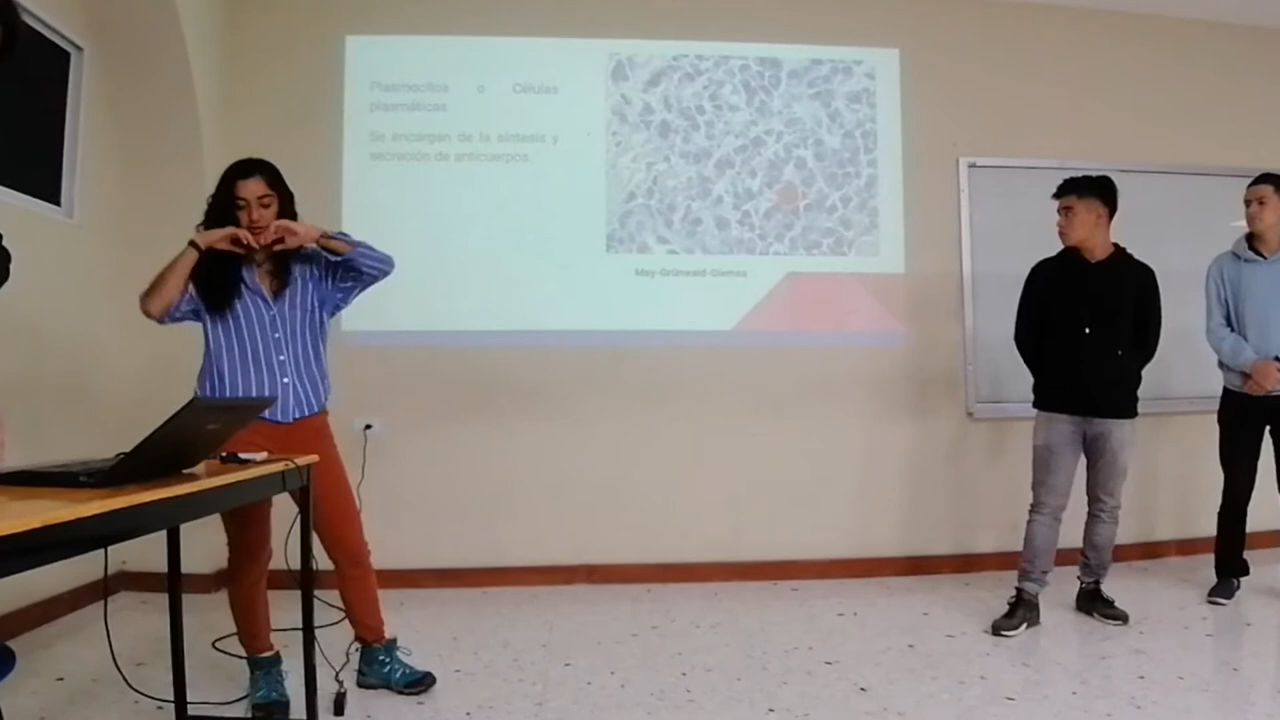 Plasmocitos o Células
plasmáticas
Se encargan de la síntesis y
secreción de anticuerpos.
May-Grünwald-Giemsa